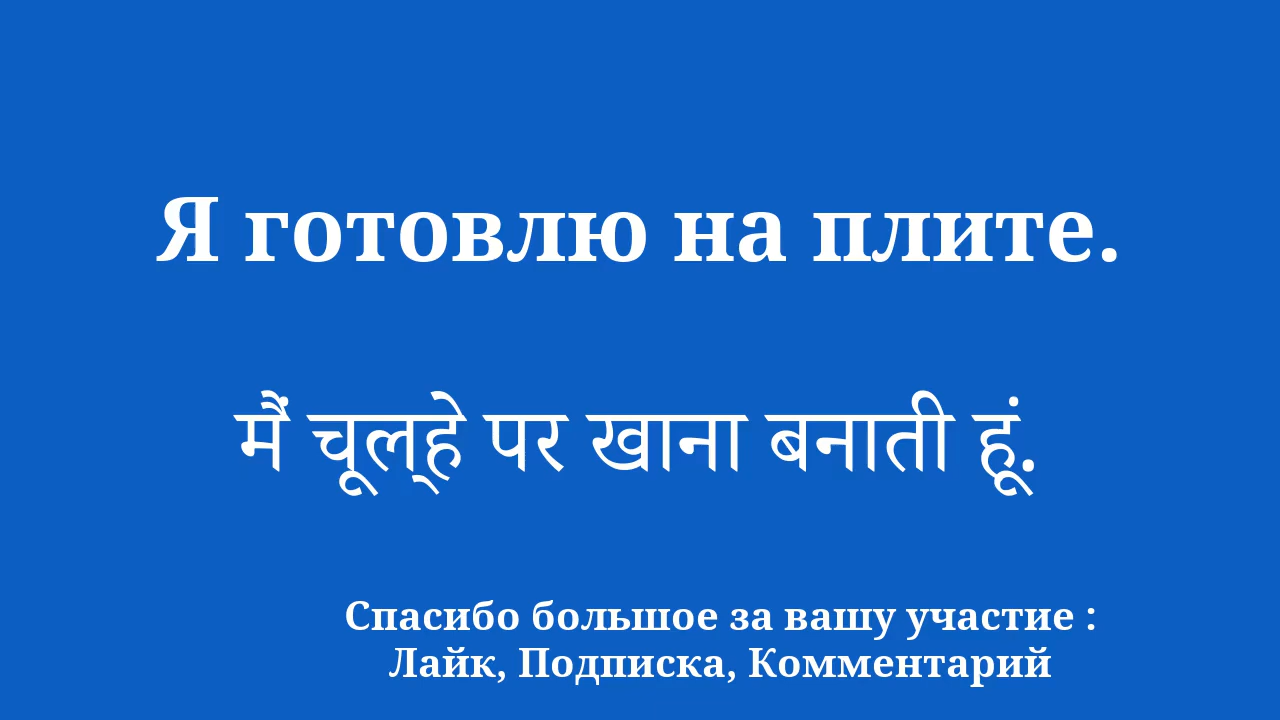 Я готовлю на плите.
मैं चूल्हे पर खाना बनाती हूं.
Спасибо большое за вашу участие :
Лайк, Подписка, Комментарий